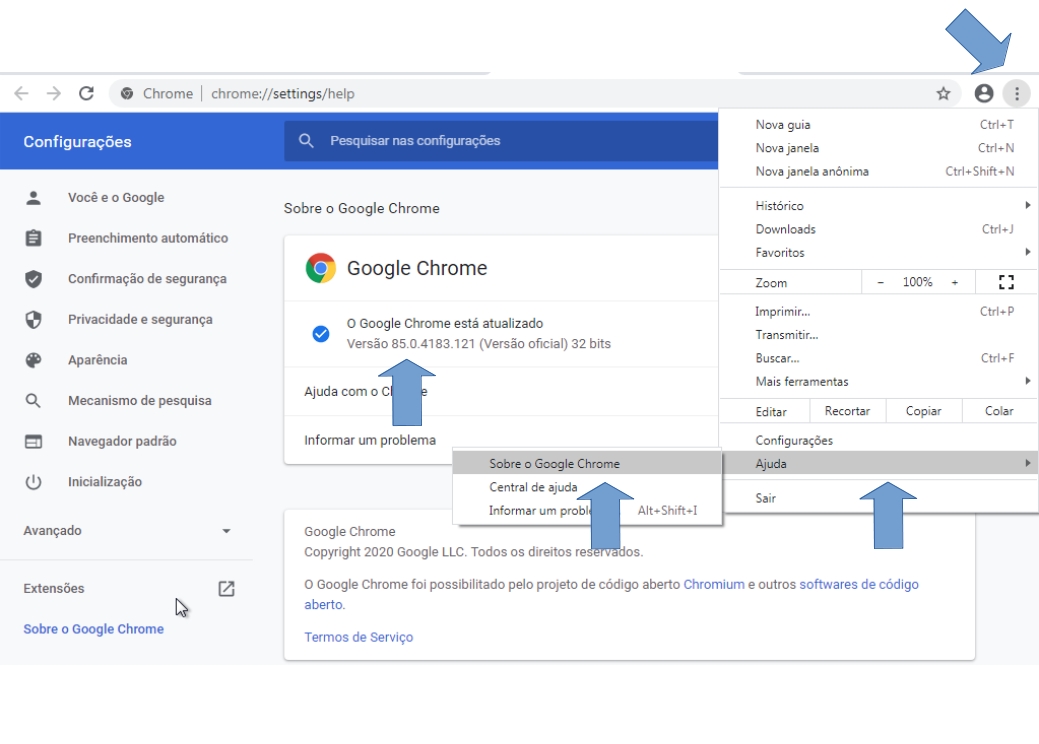 Chrome | chrome://settings/help
Configurações
Pesquisar nas configurações
Você e o Google
Preenchimento automático
Confirmação de segurança
Privacidade e segurança
Aparência
Mecanismo de pesquisa
Navegador padrão
Inicialização
Avançado
Extensões
Sobre o Google Chrome
Sobre o Google Chrome
Google Chrome
O Google Chrome está atualizado
Versão 85.0.4183.121 (Versão oficial) 32 bits
Ajuda com o
Informar um problema
Google Chrome
Copyright 2020 Google LLC. Todos os direitos reservados.
O Google Chrome foi possibilitado pelo projeto de código aberto Chromium e outros softwares de código
aberto.
Termos de Serviço
Nova guia Ctrl+T
Nova janela Ctrl+N
Nova janela anônima Ctrl+Shift+N
Histórico
Downloads Ctrl+J
Favoritos
Zoom - 100% +
Imprimir... Ctrl+P
Transmitir...
Buscar... Ctrl+F
Mais ferramentas
Editar Recortar Copiar Colar
Configurações
Ajuda
Sair
Sobre o Google Chrome
Central de ajuda
Informar um Alt+Shift+I